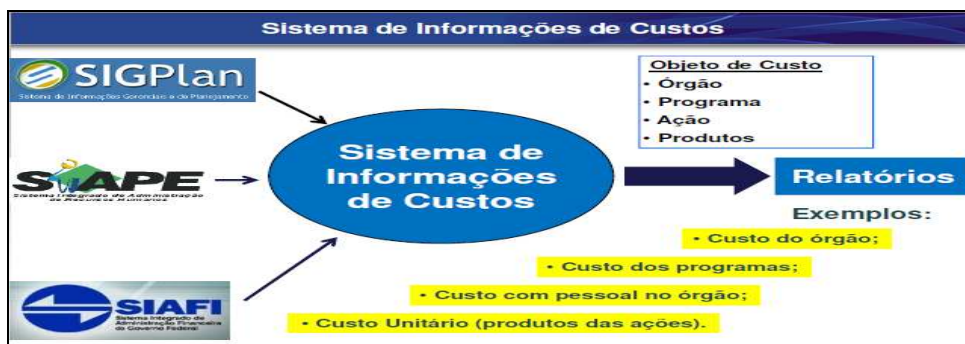 Sistema de Informações de Custos
SIGPlan
Sistema de Informações Gerenciais e de Planejamento
Objeto de Custo
• Órgão
• Programa
• Ação
• Produtos
Sistema de
Informações
de Custos
SIAPE
Sistema Integrado de Administração
de Recursos Humanos
Relatórios
Exemplos:
• Custo do órgão;
• Custo dos programas;
• Custo com pessoal no órgão;
• Custo Unitário (produtos das ações).
SIAFI
Sistema Integrado de
Administração Financeira
do Governo Federal